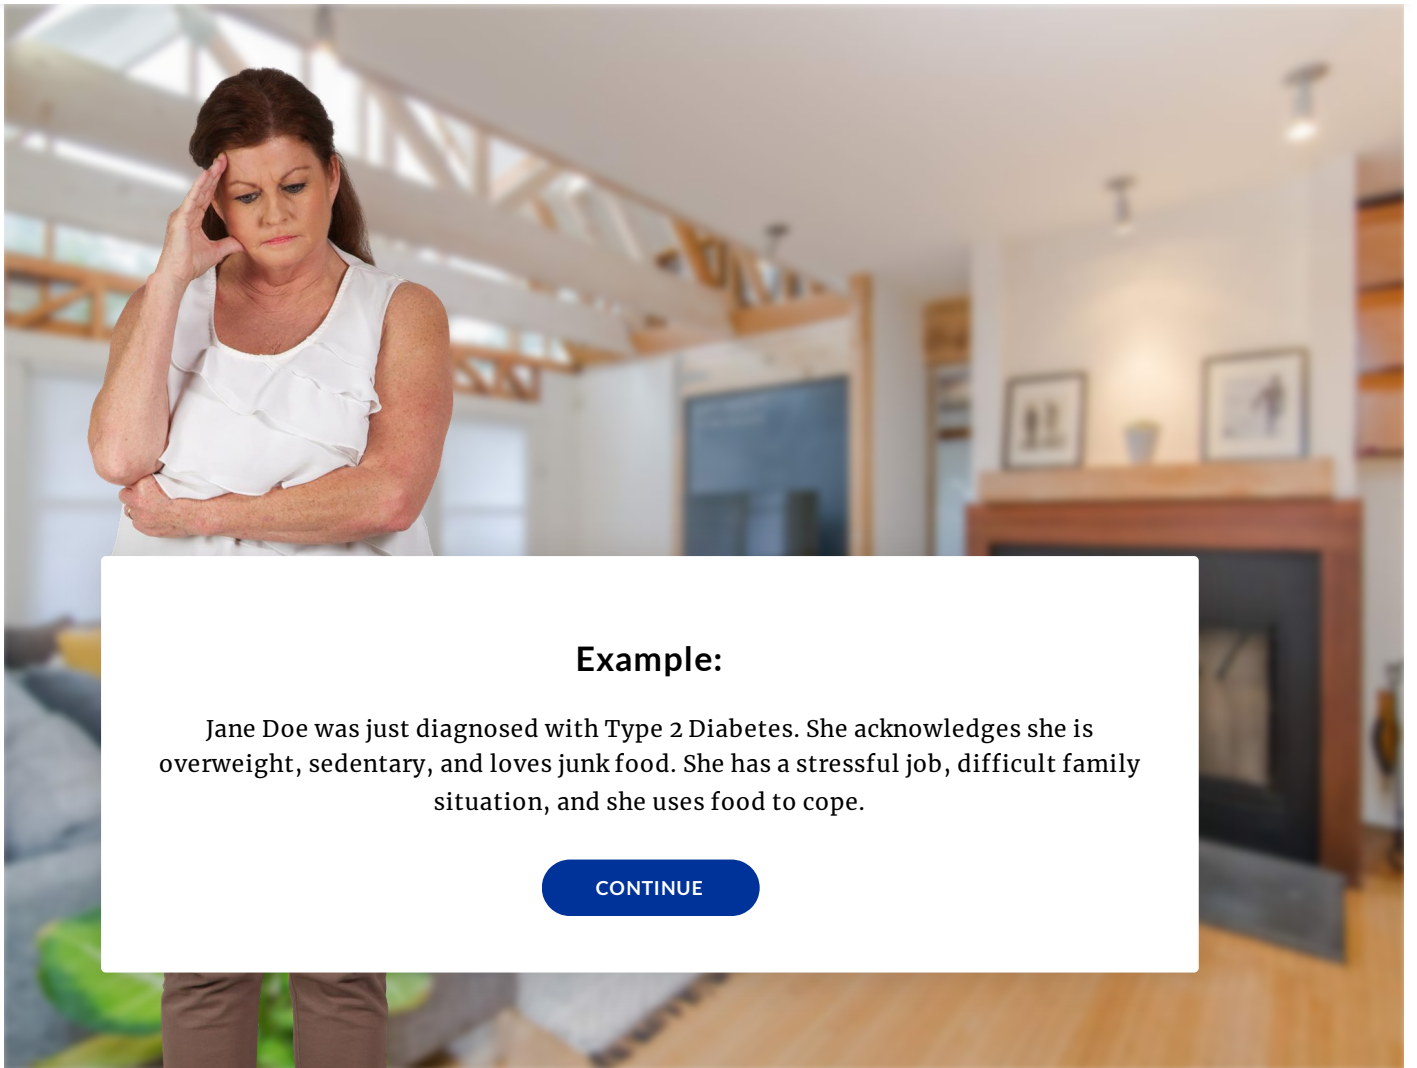 Example:
Jane Doe was just diagnosed with Type 2 Diabetes. She acknowledges she is
overweight, sedentary, and loves junk food. She has a stressful job, difficult family
situation, and she uses food to cope.
CONTINUE